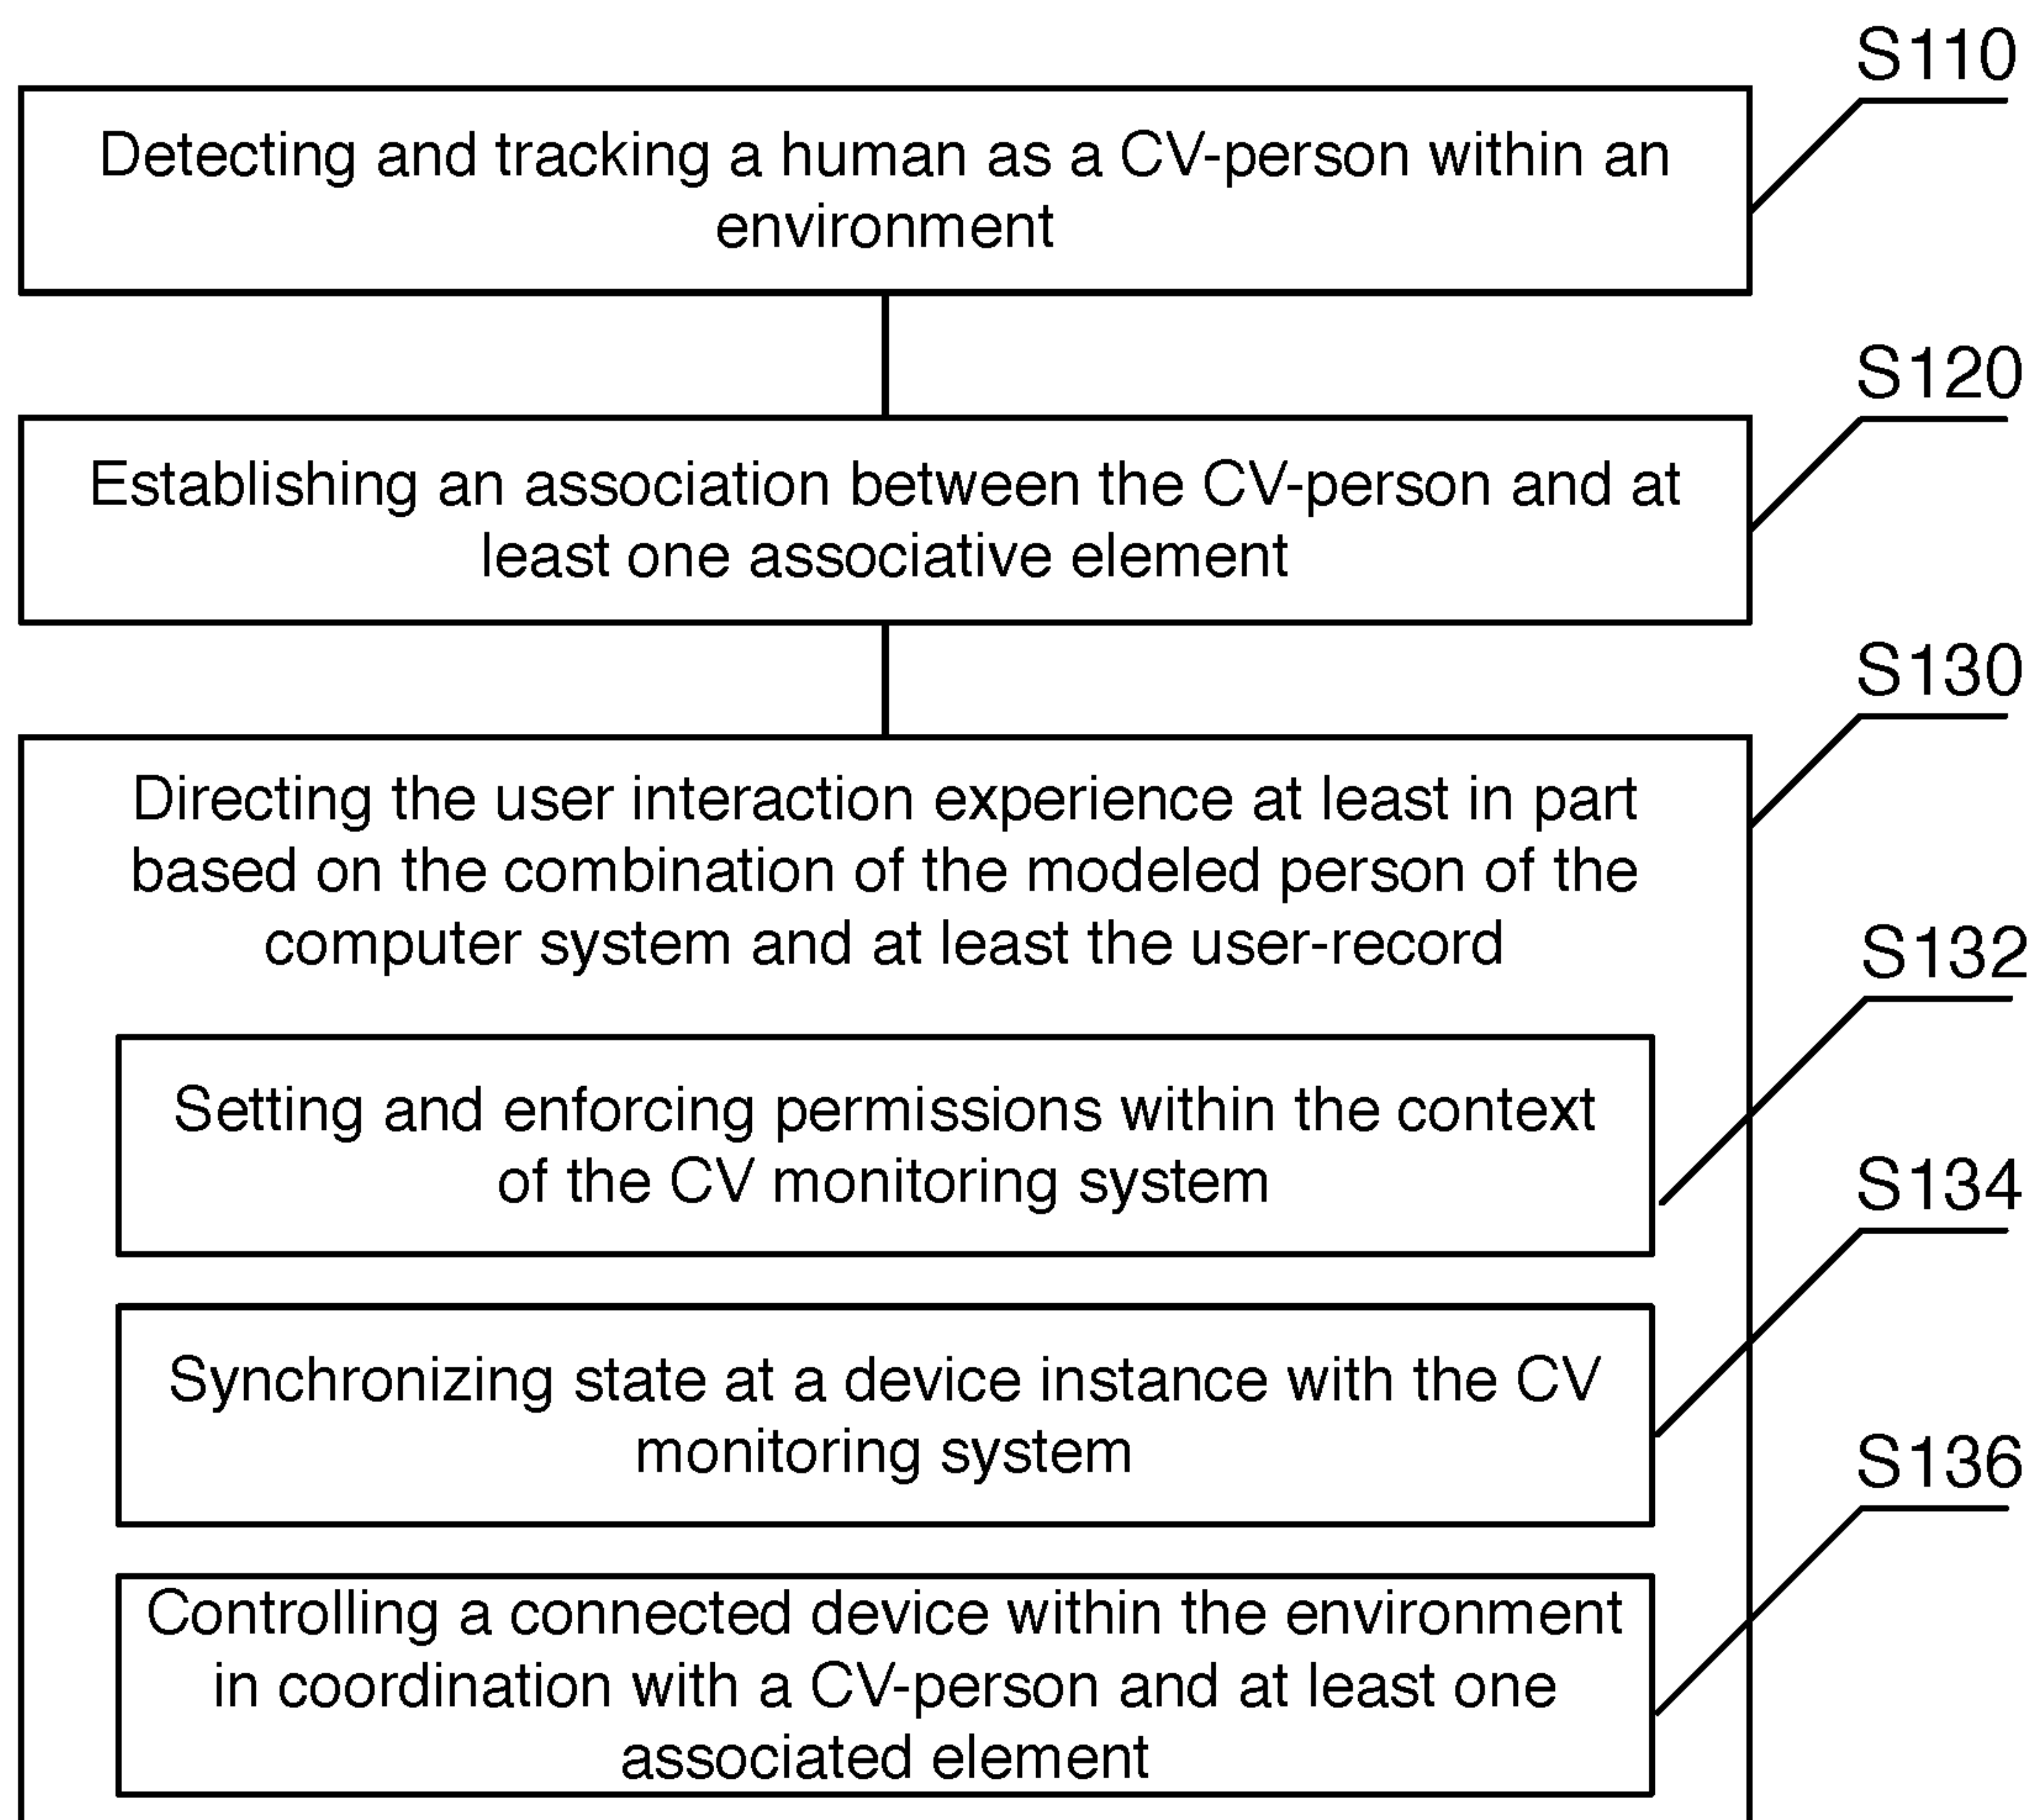 S110
Detecting and tracking a human as a CV-person within an
environment
S120
Establishing an association between the CV-person and at
least one associative element
S130
Directing the user interaction experience at least in part
based on the combination of the modeled person of the
computer system and at least the user-record
S132
Setting and enforcing permissions within the context
of the CV monitoring system
S134
Synchronizing state at a device instance with the CV
monitoring system
S136
Controlling a connected device within the environment
in coordination with a CV-person and at least one
associated element